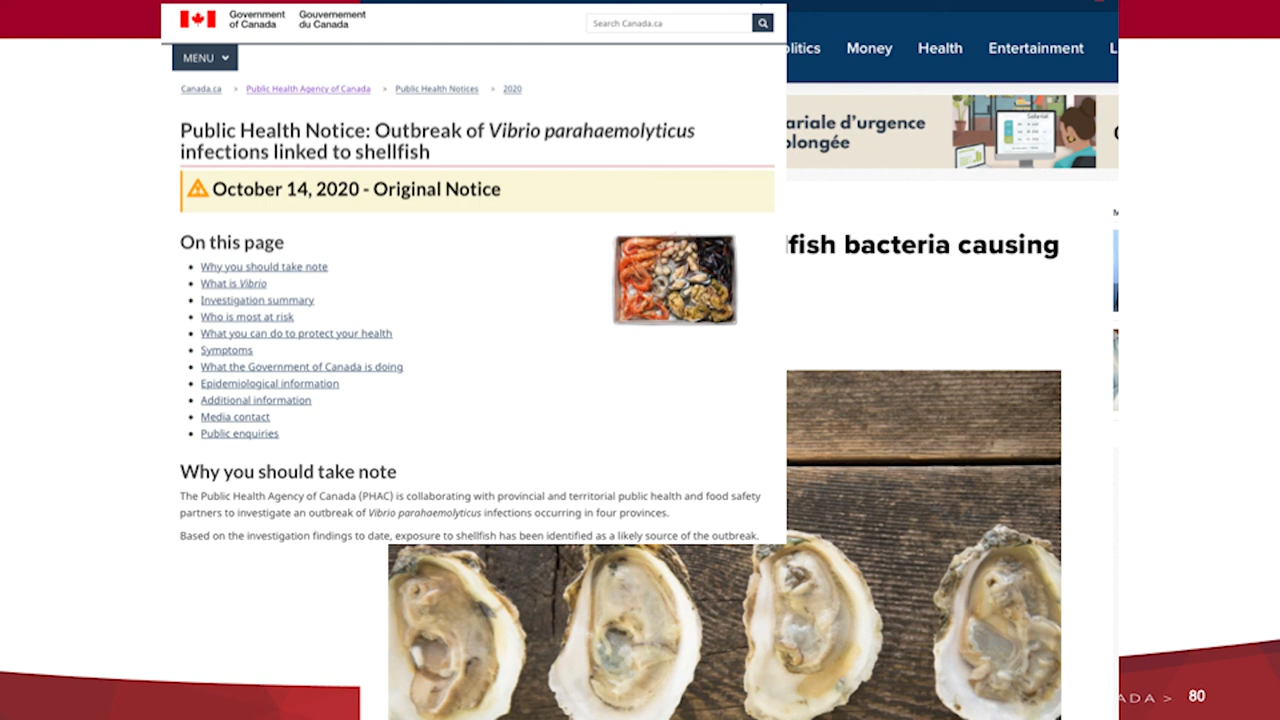 Government of Canada
Gouvernement du Canada
Search Canada.ca
MENU
Canada.ca > Public Health Agency of Canada > Public Health Notices > 2020
Public Health Notice: Outbreak of Vibrio parahaemolyticus
infections linked to shellfish
October 14, 2020 - Original Notice
On this page
Why you should take note
What is Vibrio
Investigation summary
Who is most at risk
What you can do to protect your health
Symptoms
What the Government of Canada is doing
Epidemiological information
Additional information
Media contact
Public enquiries
Why you should take note
The Public Health Agency of Canada (PHAC) is collaborating with provincial and territorial public health and food safety
partners to investigate an outbreak of Vibrio parahaemolyticus infections occurring in four provinces.
Based on the investigation findings to date, exposure to shellfish has been identified as a likely source of the outbreak.
olitics Money Health Entertainment L
ariale d'urgence
olongée
lfish bacteria causing
ADA >
80